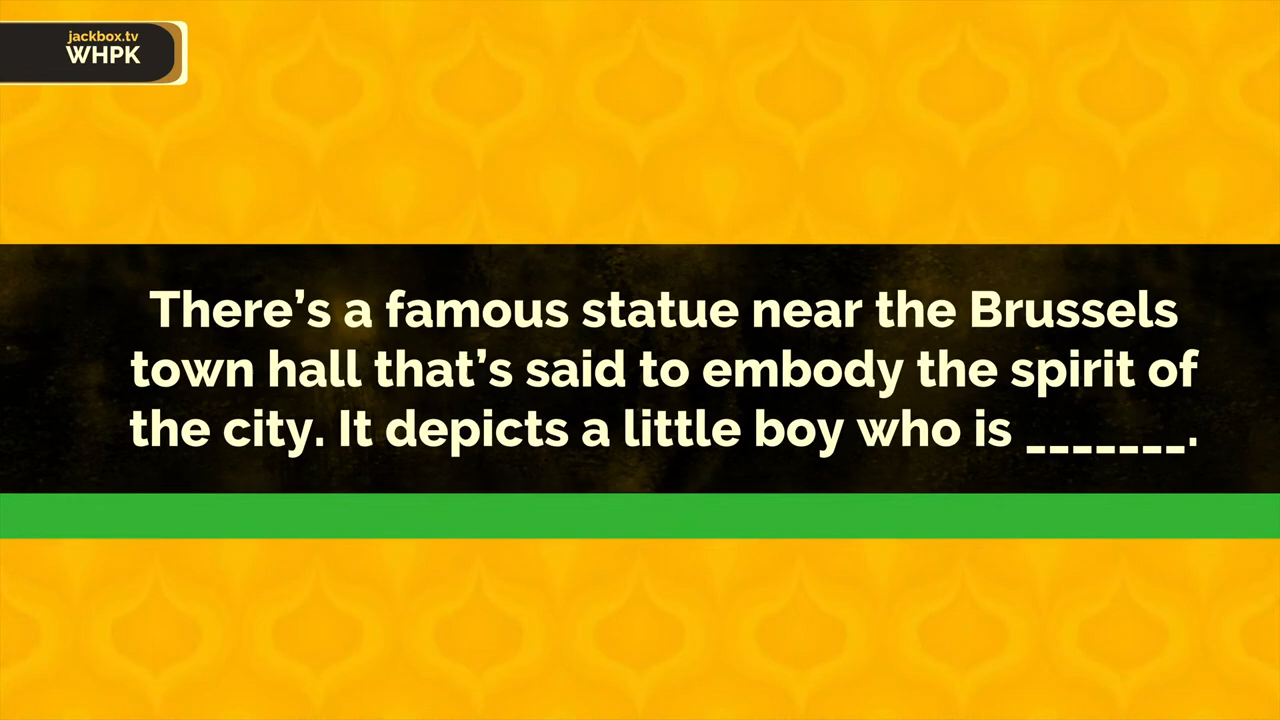 jackbox.tv
WHPK
There’s a famous statue near the Brussels
town hall that’s said to embody the spirit of
the city. It depicts a little boy who is _______.